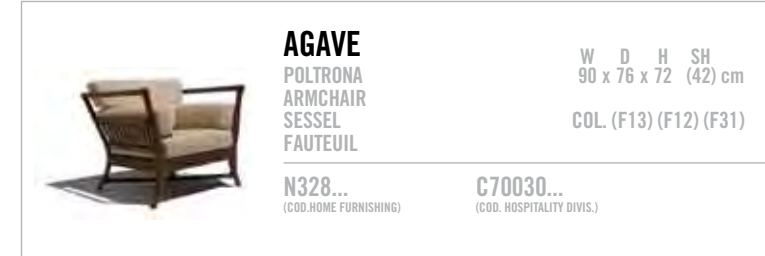 AGAVE
POLTRONA
ARMCHAIR
SESSEL
FAUTEUIL
W D H SH
90 x 76 x 72 (42) cm
COL. (F13) (F12) (F31)
N328...
(COD.HOME FURNISHING)
C70030...
(COD. HOSPITALITY DIVIS.)